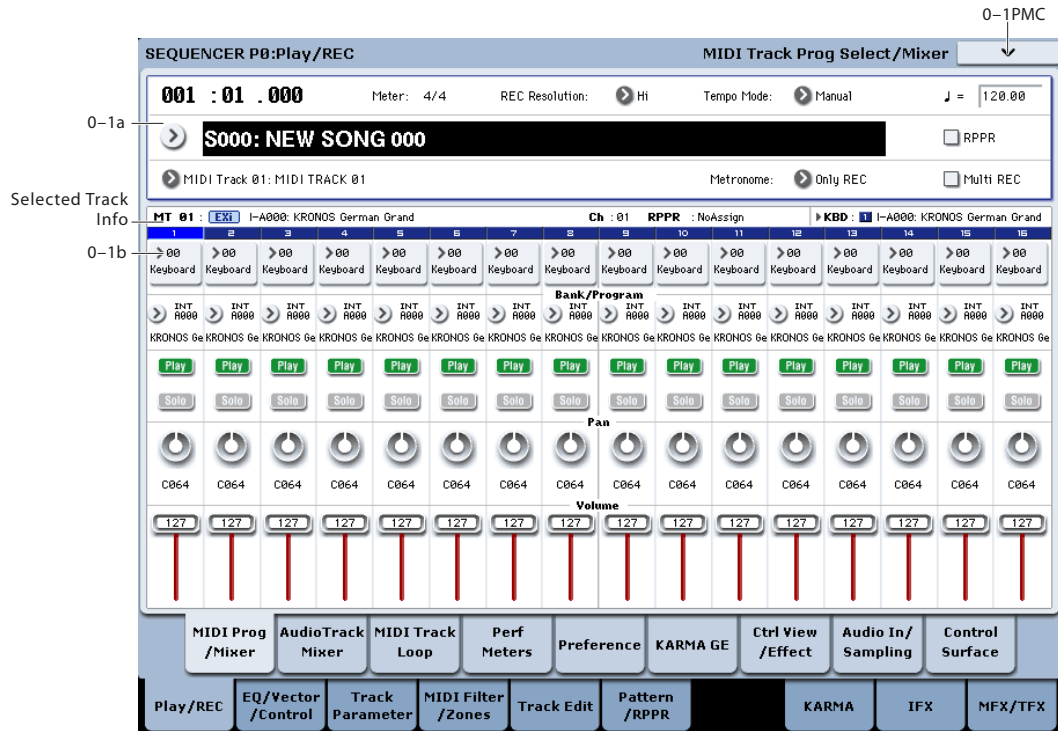 0–1PMC
SEQUENCER P0:Play/REC MIDI Track Prog Select/Mixer
001 :01 .000 Meter: 4/4 REC Resolution: Hi Tempo Mode: Manual ♩ = 120.00
0–1a
S000: NEW SONG 000 RPPR
MIDI Track 01: MIDI TRACK 01 Metronome: Only REC Multi REC
Selected Track
Info
MT 01 : EXi I-A000: KRONOS German Grand Ch :01 RPPR :NoAssign KBD : 1 I-A000: KRONOS German Grand
1 2 3 4 5 6 7 8 9 10 11 12 13 14 15 16
0–1b
00 00 00 00 00 00 00 00 00 00 00 00 00 00 00 00
Keyboard Keyboard Keyboard Keyboard Keyboard Keyboard Keyboard Keyboard Keyboard Keyboard Keyboard Keyboard Keyboard Keyboard Keyboard Keyboard
Bank/Program
INT INT INT INT INT INT INT INT INT INT INT INT INT INT INT INT
A000 A000 A000 A000 A000 A000 A000 A000 A000 A000 A000 A000 A000 A000 A000 A000
KRONOS Ge KRONOS Ge KRONOS Ge KRONOS Ge KRONOS Ge KRONOS Ge KRONOS Ge KRONOS Ge KRONOS Ge KRONOS Ge KRONOS Ge KRONOS Ge KRONOS Ge KRONOS Ge KRONOS Ge KRONOS Ge
Play Play Play Play Play Play Play Play Play Play Play Play Play Play Play Play
Solo Solo Solo Solo Solo Solo Solo Solo Solo Solo Solo Solo Solo Solo Solo Solo
Pan
C064 C064 C064 C064 C064 C064 C064 C064 C064 C064 C064 C064 C064 C064 C064 C064
Volume
127 127 127 127 127 127 127 127 127 127 127 127 127 127 127 127
MIDI Prog AudioTrack MIDI Track Perf Preference KARMA GE Ctrl View Audio In/ Control
/Mixer Mixer Loop Meters /Effect Sampling Surface
Play/REC EQ/Vector Track MIDI Filter Track Edit Pattern KARMA IFX MFX/TFX
/Control Parameter /Zones /RPPR